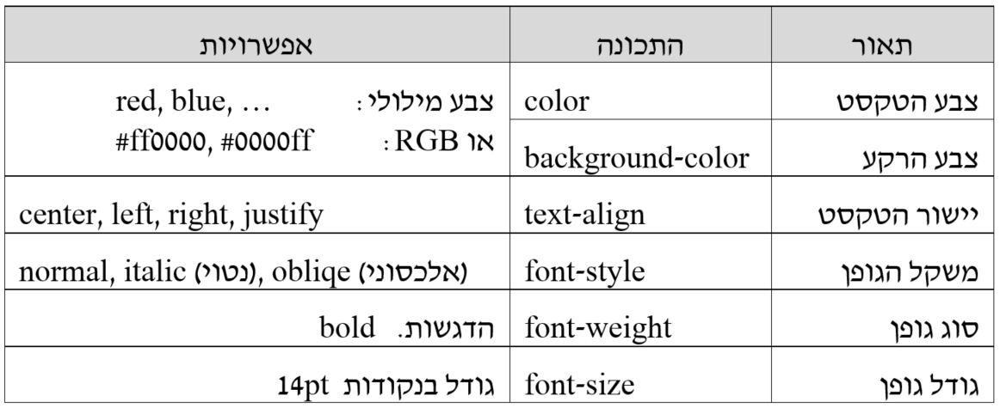 תאור התכונה אפשרויות
צבע הטקסט color צבע מילולי: red, blue, …
או RGB: #ff0000, #0000ff
צבע הרקע background-color
יישור הטקסט text-align center, left, right, justify
משקל הגופן font-style normal, italic (נטוי), obliqe (אלכסוני)
סוג גופן font-weight הדגשות. bold
גודל גופן font-size גודל בנקודות 14pt